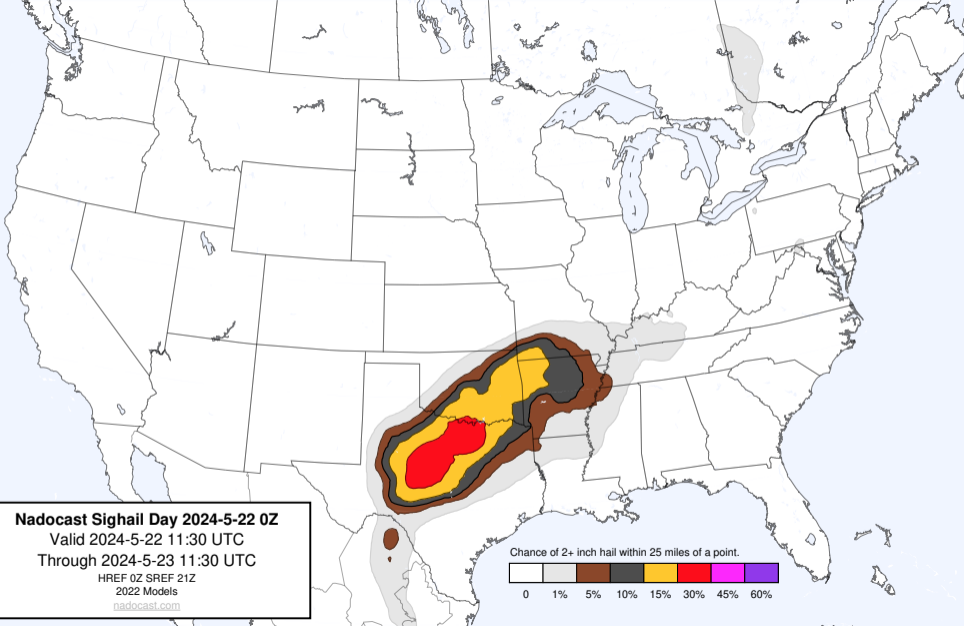 Nadocast Sighail Day 2024-5-22 0Z
Valid 2024-5-22 11:30 UTC
Through 2024-5-23 11:30 UTC
HREF 0Z SREF 21Z
2022 Models
nadocast.com
Chance of 2+ inch hail within 25 miles of a point.
0 1% 5% 10% 15% 30% 45% 60%